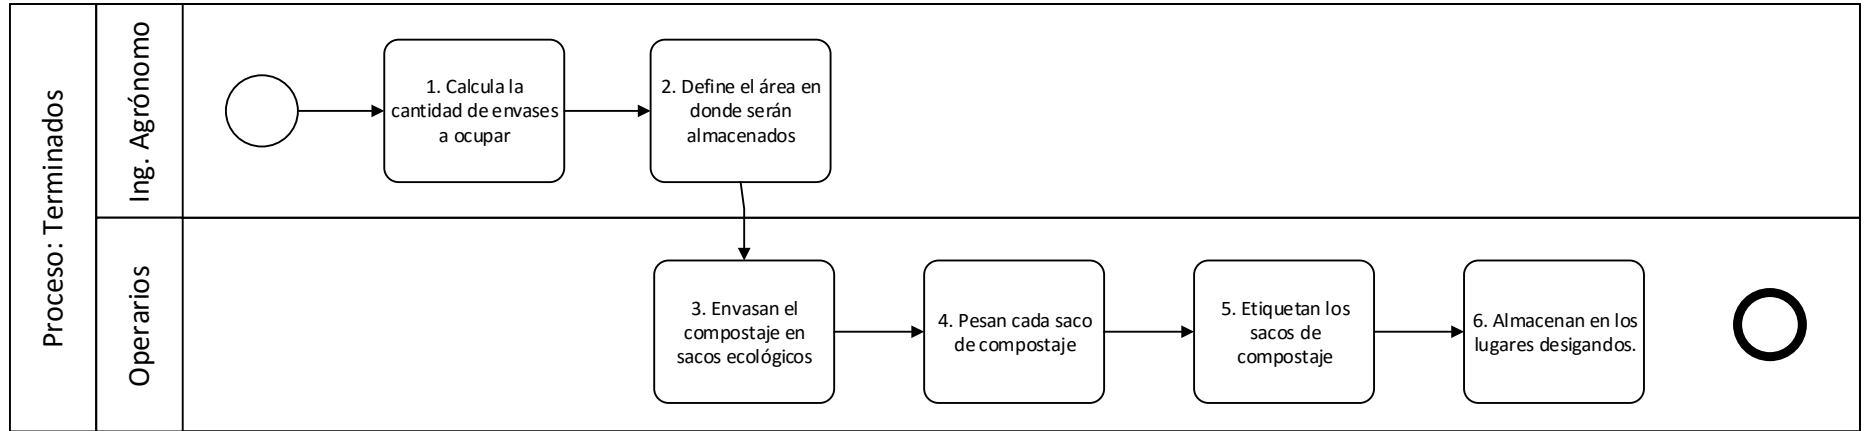 Proceso: Terminados
Ing. Agrónomo
1. Calcula la
cantidad de envases
a ocupar
2. Define el área en
donde serán
almacenados
Operarios
3. Envasan el
compostaje en
sacos ecológicos
4. Pesan cada saco
de compostaje
5. Etiquetan los
sacos de
compostaje
6. Almacenan en los
lugares desigandos.